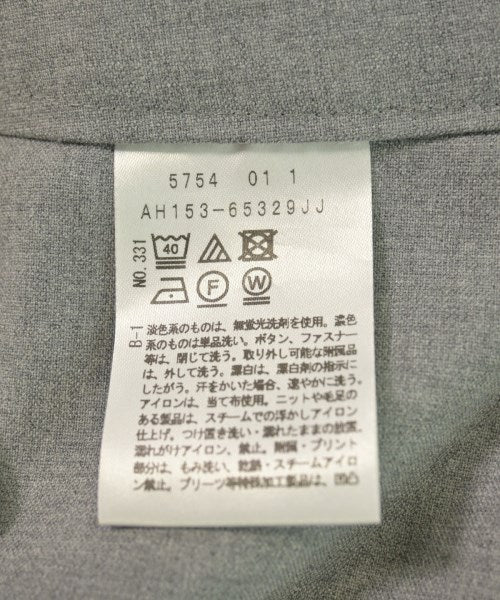 5754 01 1
AH153-65329JJ
NO.331
40
F W
B-1
淡色系のものは、無蛍光洗剤を使用。濃色
系のものは単品洗い。ボタン、ファスナー
等は、閉じて洗う。取り外し可能な附属品
は、外して洗う。漂白は、漂白剤の指示に
したがう。汗をかいた場合、速やかに洗う。
アイロンは、当て布使用。ニットや毛足の
ある製品は、スチームでの浮かしアイロン
仕上げ。つけ置き洗い・濡れたままの放置、
濡れがけアイロン、禁止。附属・プリント
部分は、もみ洗い、乾熱・スチームアイロ
ン禁止。プリーツ等特殊加工製品は、凹凸